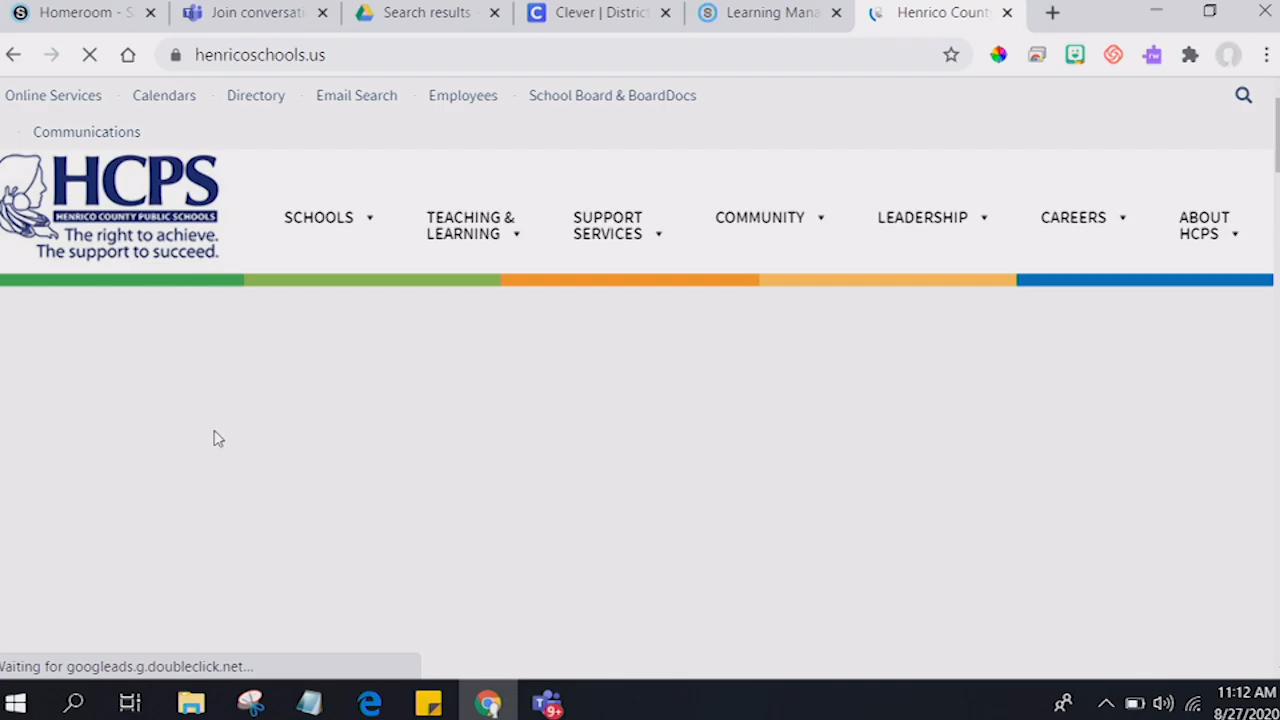 Homeroom - S
Join conversati
Search results
Clever | Distric
Learning Mana
Henrico Count
henricoschools.us
Online Services
Calendars
Directory
Email Search
Employees
School Board & BoardDocs
Communications
HCPS
HENRICO COUNTY PUBLIC SCHOOLS
The right to achieve.
The support to succeed.
SCHOOLS
TEACHING &
LEARNING
SUPPORT
SERVICES
COMMUNITY
LEADERSHIP
CAREERS
ABOUT
HCPS
Waiting for googleads.g.doubleclick.net...
9+
11:12 AM
8/27/2020